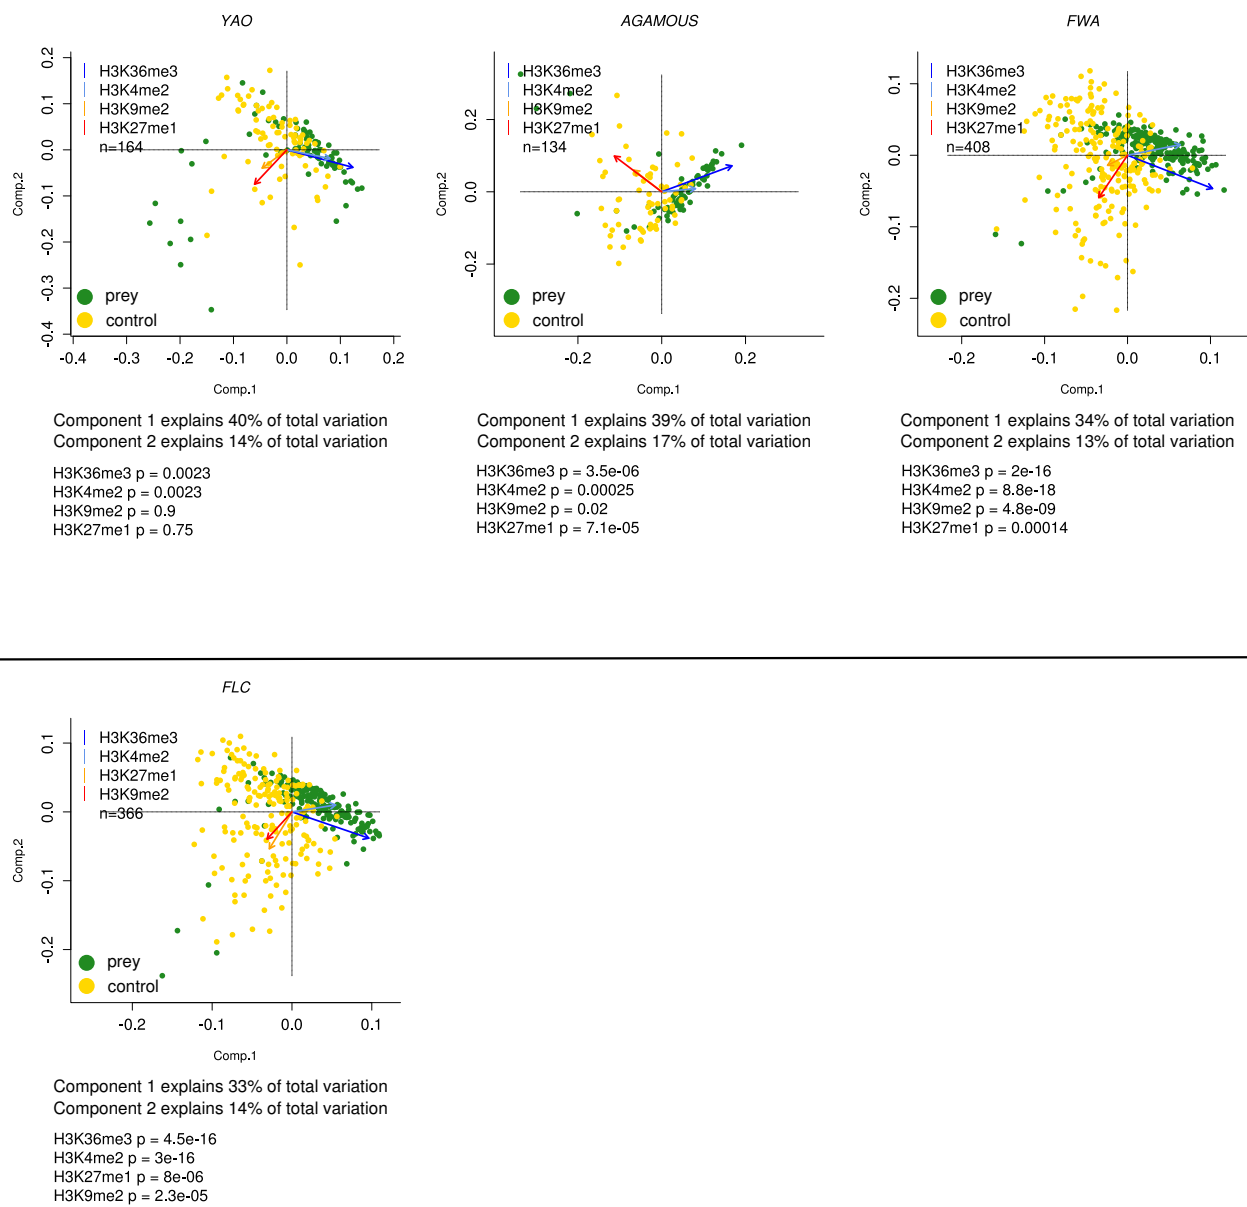 YAO
0.2
0.1
0.0
-0.1
-0.2
-0.3
-0.4
Comp.2
H3K36me3
H3K4me2
H3K9me2
H3K27me1
n=164
prey
control
-0.4 -0.3 -0.2 -0.1 0.0 0.1 0.2
Comp.1
Component 1 explains 40% of total variation
Component 2 explains 14% of total variation
H3K36me3 p = 0.0023
H3K4me2 p = 0.0023
H3K9me2 p = 0.9
H3K27me1 p = 0.75
AGAMOUS
0.2
0.0
-0.2
Comp.2
H3K36me3
H3K4me2
H3K9me2
H3K27me1
n=134
prey
control
-0.2 0.0 0.2
Comp.1
Component 1 explains 39% of total variation
Component 2 explains 17% of total variation
H3K36me3 p = 3.5e-06
H3K4me2 p = 0.00025
H3K9me2 p = 0.02
H3K27me1 p = 7.1e-05
FWA
0.1
0.0
-0.1
-0.2
Comp.2
H3K36me3
H3K4me2
H3K9me2
H3K27me1
n=408
prey
control
-0.2 -0.1 0.0 0.1
Comp.1
Component 1 explains 34% of total variation
Component 2 explains 13% of total variation
H3K36me3 p = 2e-16
H3K4me2 p = 8.8e-18
H3K9me2 p = 4.8e-09
H3K27me1 p = 0.00014
FLC
0.1
0.0
-0.1
-0.2
Comp.2
H3K36me3
H3K4me2
H3K27me1
H3K9me2
n=366
prey
control
-0.2 -0.1 0.0 0.1
Comp.1
Component 1 explains 33% of total variation
Component 2 explains 14% of total variation
H3K36me3 p = 4.5e-16
H3K4me2 p = 3e-16
H3K27me1 p = 8e-06
H3K9me2 p = 2.3e-05